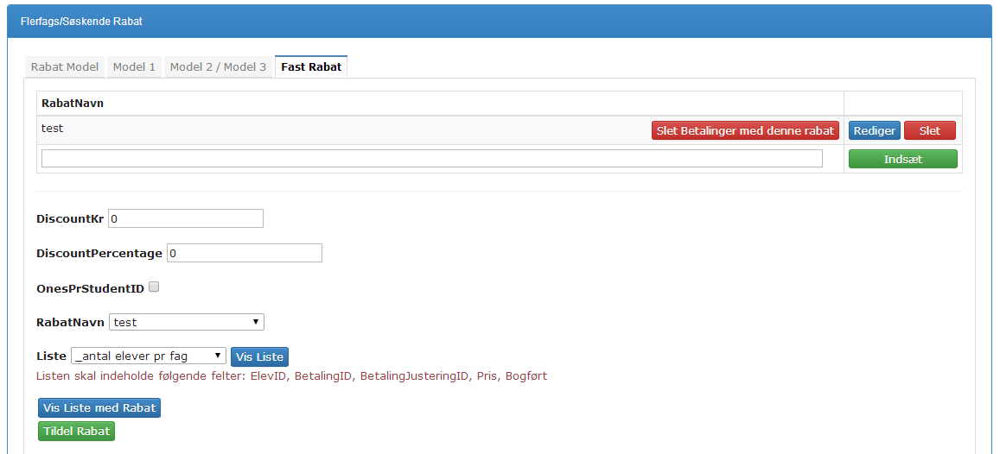 Flerfags/Søskende Rabat
Rabat Model Model 1 Model 2 / Model 3 Fast Rabat
RabatNavn
test Slet Betalinger med denne rabat Rediger Slet
Indsæt
DiscountKr 0
DiscountPercentage 0
OnesPrStudentID
RabatNavn test
Liste _antal elever pr fag Vis Liste
Listen skal indeholde følgende felter: ElevID, BetalingID, BetalingJusteringID, Pris, Bogført
Vis Liste med Rabat
Tildel Rabat